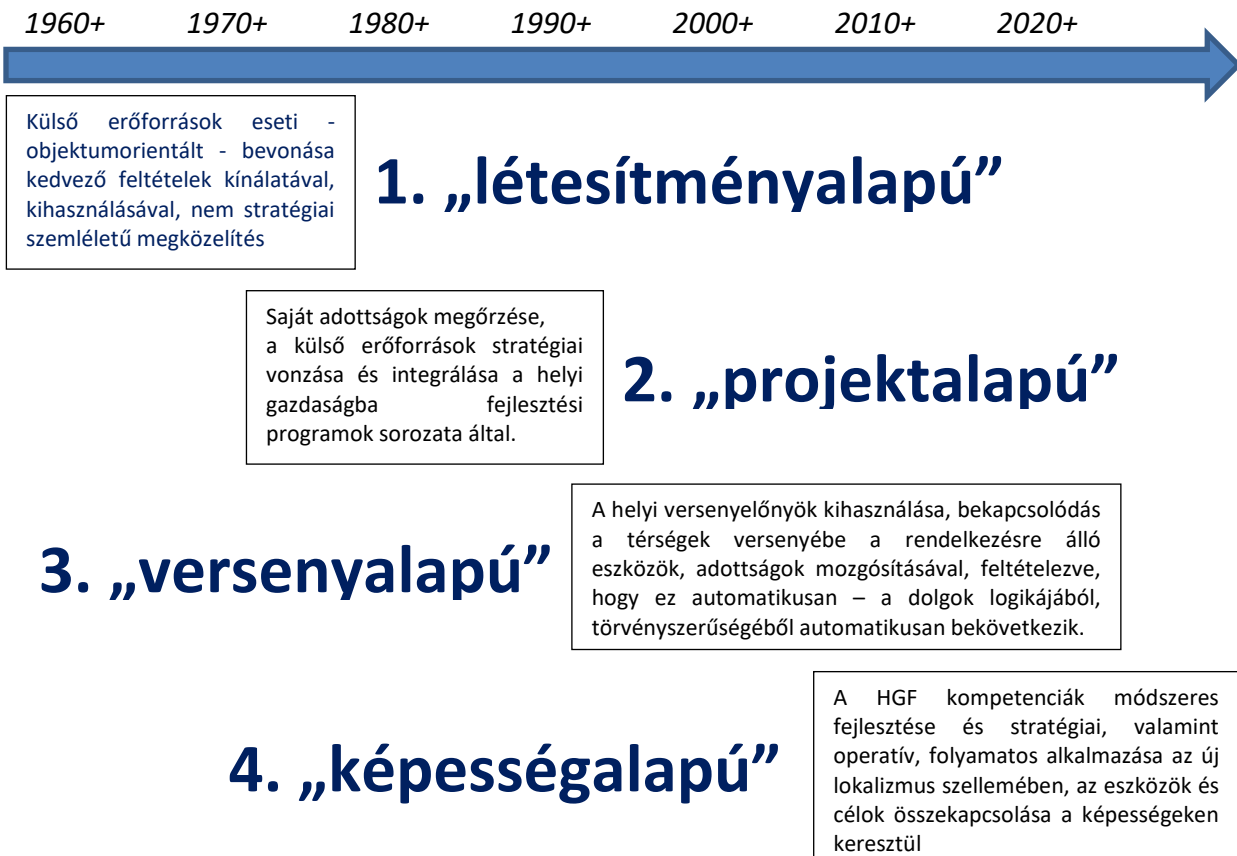 1960+ 1970+ 1980+ 1990+ 2000+ 2010+ 2020+
Külső erőforrások eseti -
objektumorientált - bevonása
kedvező feltételek kínálatával,
kihasználásával, nem stratégiai
szemléletű megközelítés
1. „létesítményalapú”
Saját adottságok megőrzése,
a külső erőforrások stratégiai
vonzása és integrálása a helyi
gazdaságba fejlesztési
programok sorozata által.
2. „projektalapú”
3. „versenyalapú”
A helyi versenyelőnyök kihasználása, bekapcsolódás
a térségek versenyébe a rendelkezésre álló
eszközök, adottságok mozgósításával, feltételezve,
hogy ez automatikusan – a dolgok logikájából,
törvényszerűségéből automatikusan bekövetkezik.
4. „képességalapú”
A HGF kompetenciák módszeres
fejlesztése és stratégiai, valamint
operatív, folyamatos alkalmazása az új
lokalizmus szellemében, az eszközök és
célok összekapcsolása a képességeken
keresztül